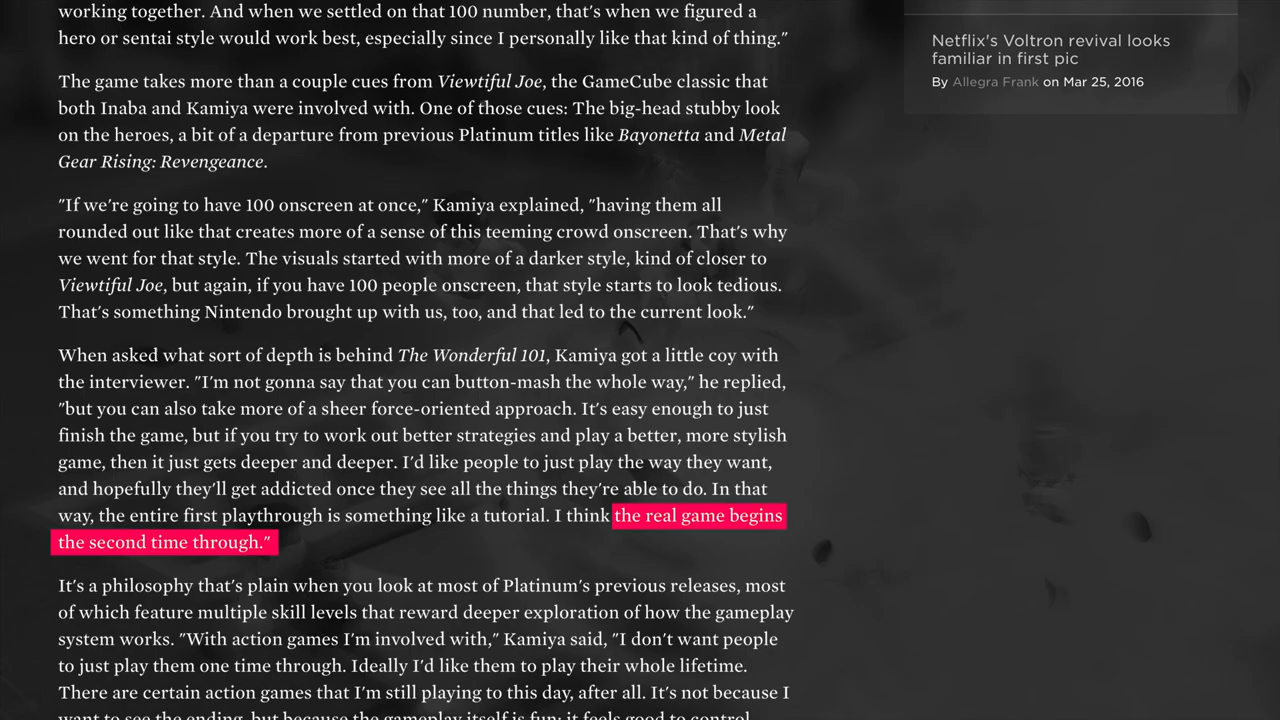 working together. And when we settled on that 100 number, that's when we figured a
hero or sentai style would work best, especially since I personally like that kind of thing."
The game takes more than a couple cues from Viewtiful Joe, the GameCube classic that
both Inaba and Kamiya were involved with. One of those cues: The big-head stubby look
on the heroes, a bit of a departure from previous Platinum titles like Bayonetta and Metal
Gear Rising: Revengeance.
"If we're going to have 100 onscreen at once," Kamiya explained, "having them all
rounded out like that creates more of a sense of this teeming crowd onscreen. That's why
we went for that style. The visuals started with more of a darker style, kind of closer to
Viewtiful Joe, but again, if you have 100 people onscreen, that style starts to look tedious.
That's something Nintendo brought up with us, too, and that led to the current look."
When asked what sort of depth is behind The Wonderful 101, Kamiya got a little coy with
the interviewer. "I'm not gonna say that you can button-mash the whole way," he replied,
"but you can also take more of a sheer force-oriented approach. It's easy enough to just
finish the game, but if you try to work out better strategies and play a better, more stylish
game, then it just gets deeper and deeper. I'd like people to just play the way they want,
and hopefully they'll get addicted once they see all the things they're able to do. In that
way, the entire first playthrough is something like a tutorial. I think the real game begins
the second time through."
It's a philosophy that's plain when you look at most of Platinum's previous releases, most
of which feature multiple skill levels that reward deeper exploration of how the gameplay
system works. "With action games I'm involved with," Kamiya said, "I don't want people
to just play them one time through. Ideally I'd like them to play their whole lifetime.
There are certain action games that I'm still playing to this day, after all. It's not because I
want to see the ending, but because the gameplay itself is fun; it feels good to control
Netflix's Voltron revival looks
familiar in first pic
By Allegra Frank on Mar 25, 2016